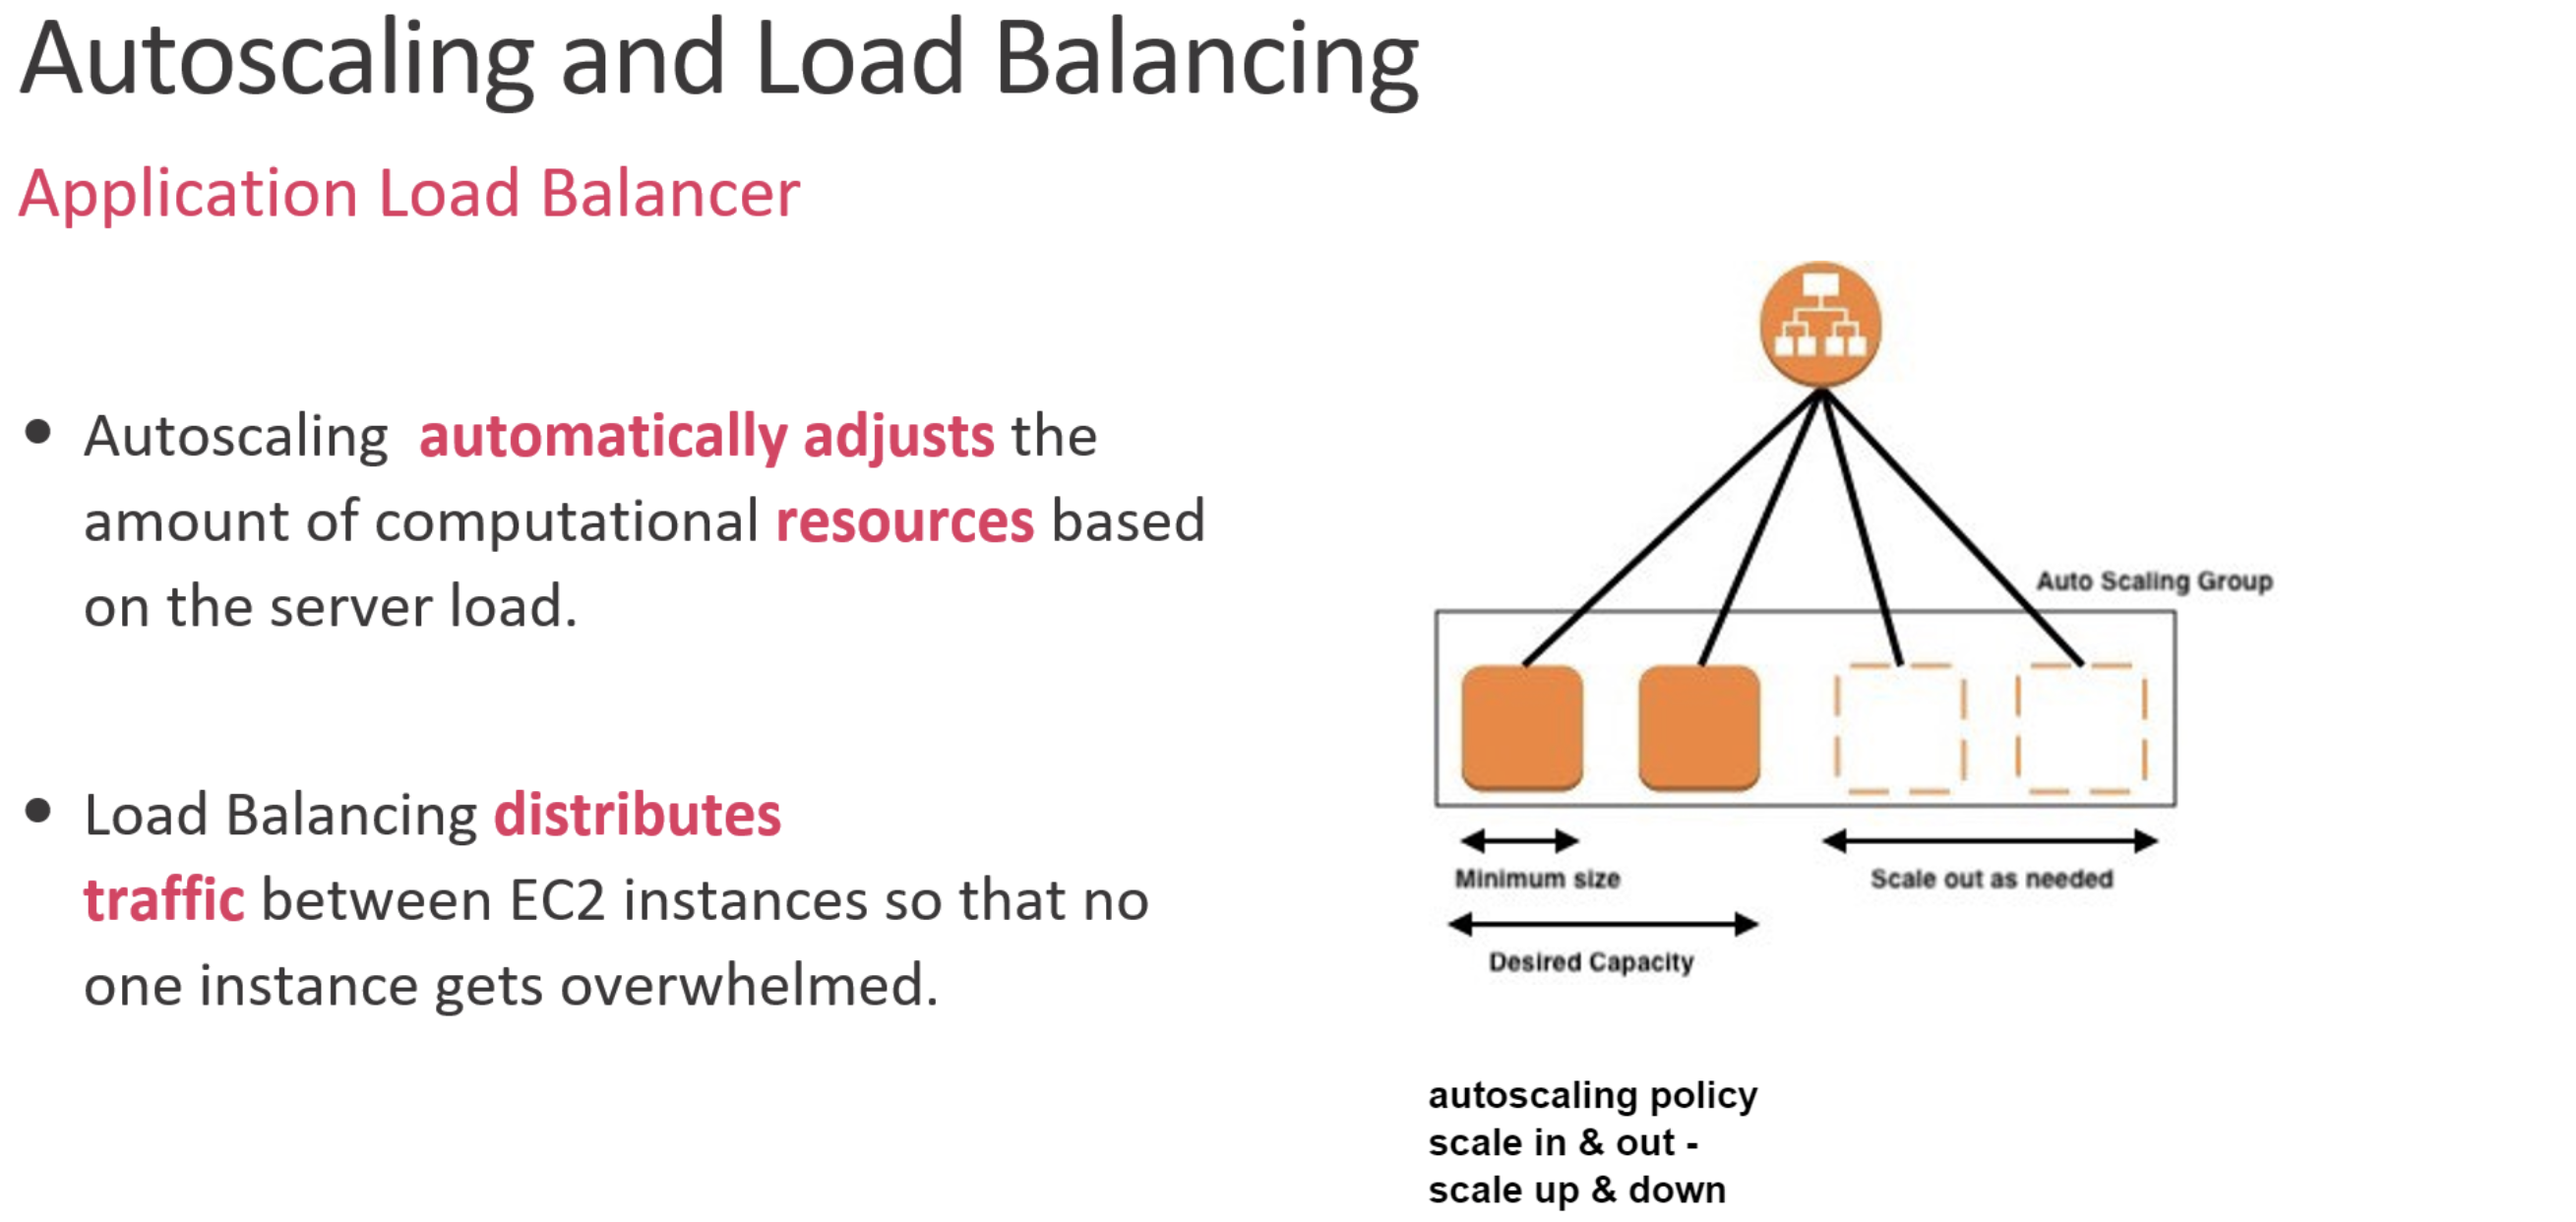 Autoscaling and Load Balancing
Application Load Balancer
• Autoscaling  automatically adjusts the
amount of computational resources based
on the server load.
• Load Balancing distributes
traffic between EC2 instances so that no
one instance gets overwhelmed.
Auto Scaling Group
Minimum size
Scale out as needed
Desired Capacity
autoscaling policy
scale in & out -
scale up & down